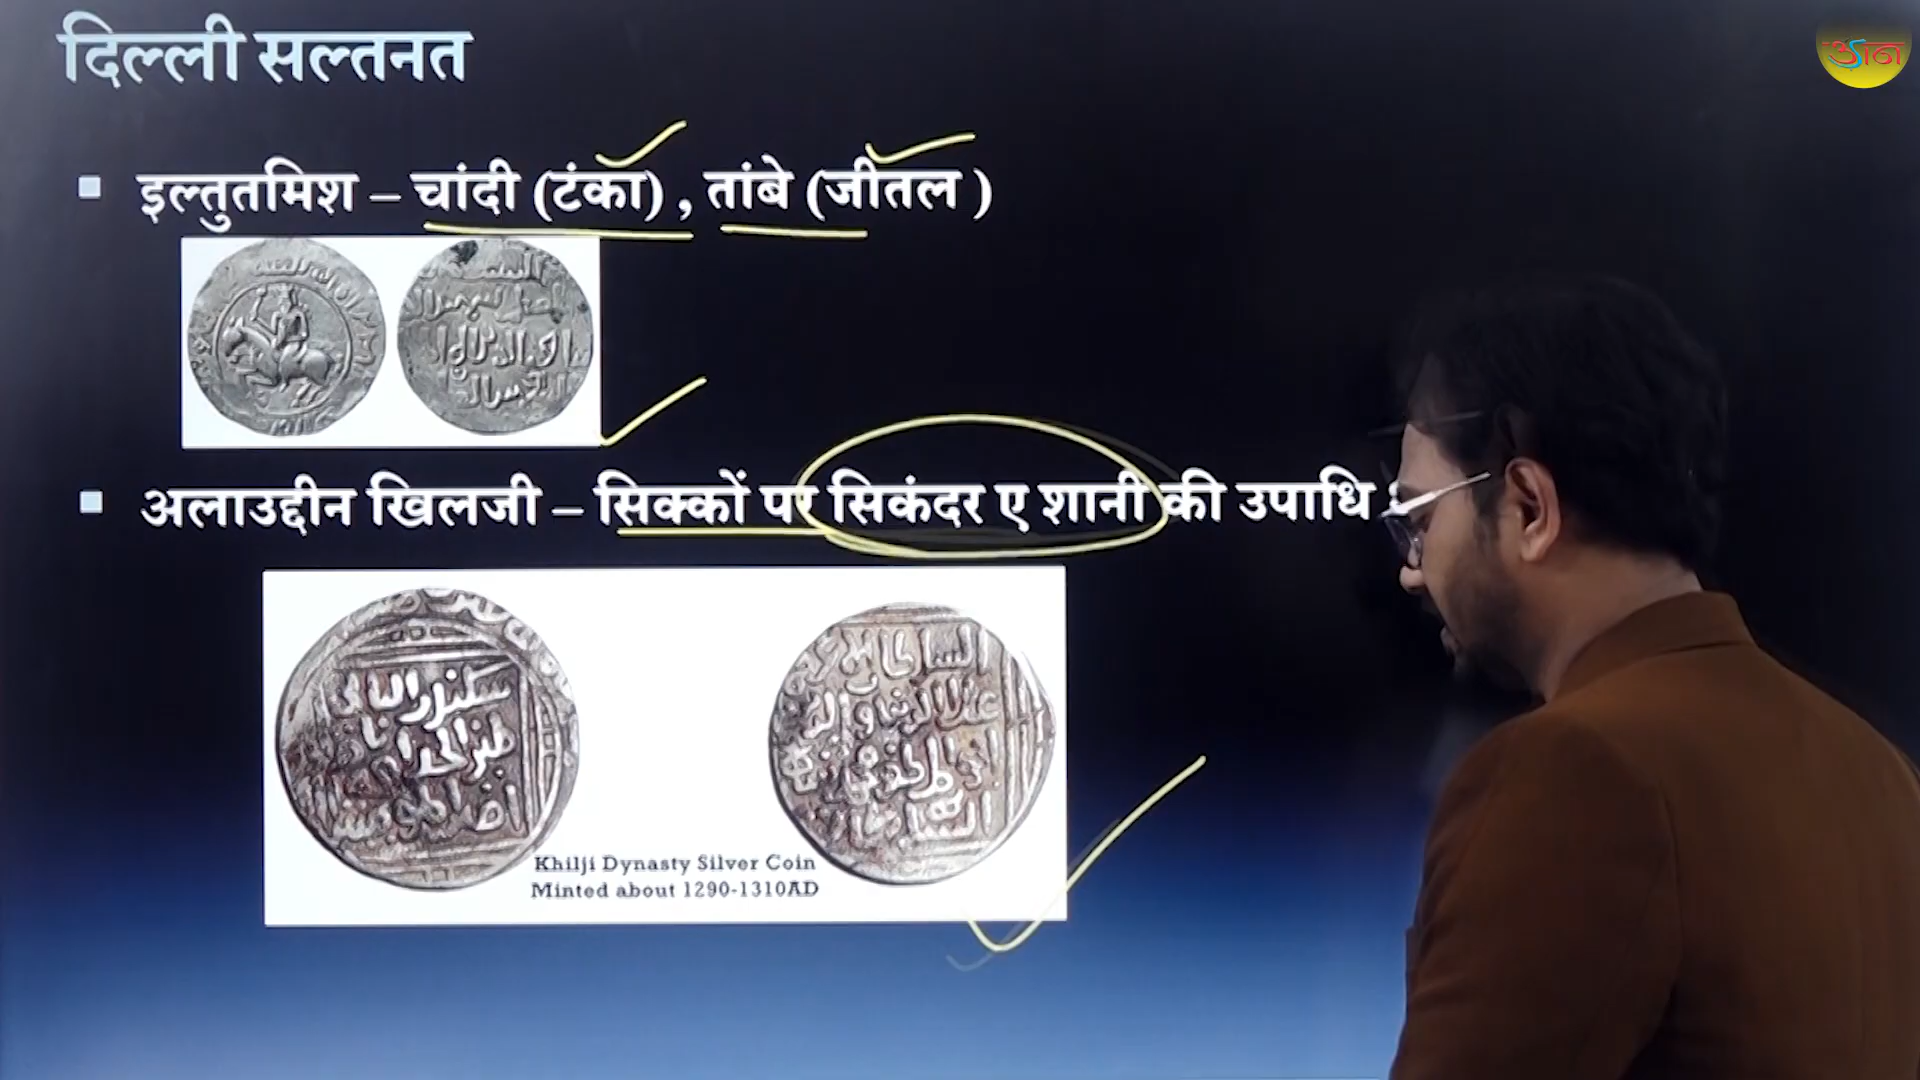 दिल्ली सल्तनत
उान
इल्तुतमिश – चांदी (टंका) , तांबे (जीतल )
अलाउद्दीन खिलजी – सिक्कों पर सिकंदर ए शानी की उपाधि
Khilji Dynasty Silver Coin
Minted about 1290-1310AD